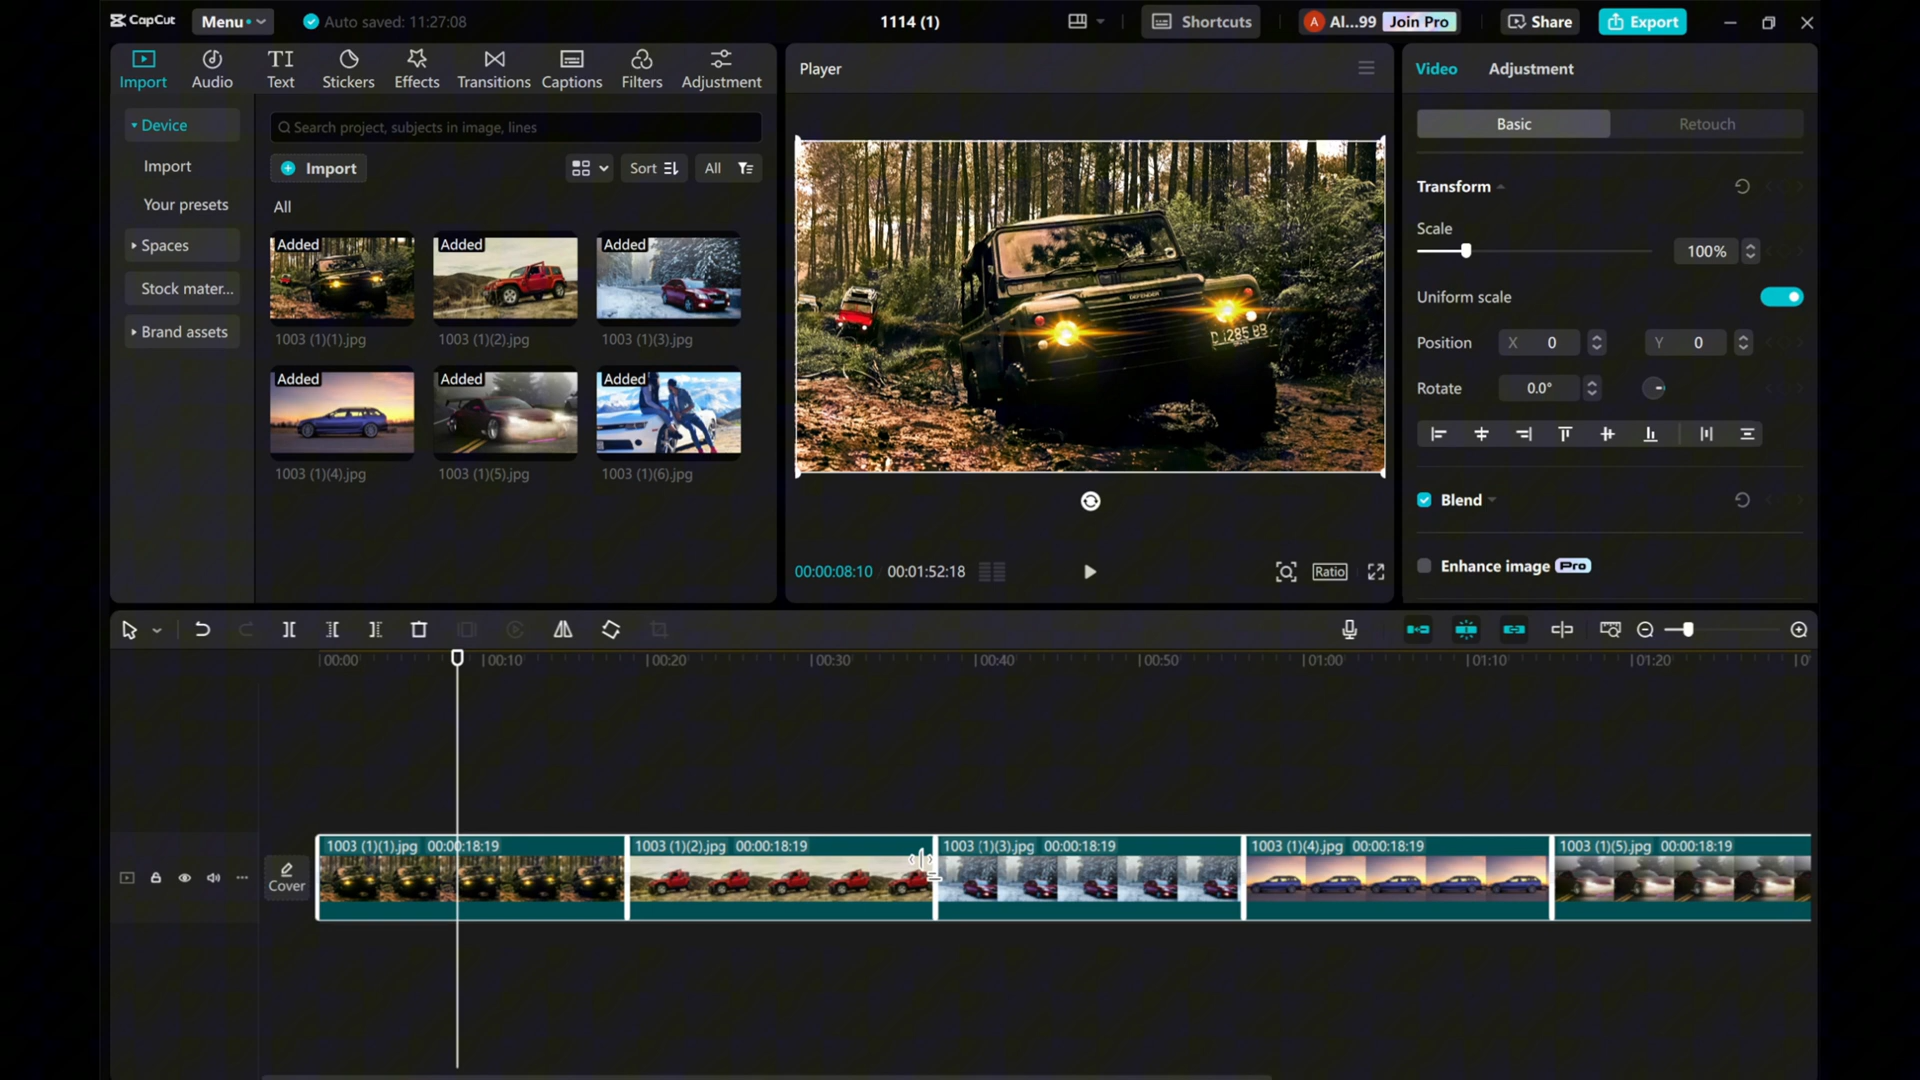 CapCut
Menu
Auto saved: 11:27:08
1114 (1)
Shortcuts
A
Al...99
Join Pro
Share
Export
Import
Audio
TI
Text
Stickers
Effects
Transitions
Captions
Filters
Adjustment
Device
Import
Your presets
Spaces
Stock mater...
Brand assets
Search project, subjects in image, lines
Import
Sort
All
All
Added
Added
Added
1003 (1)(1).jpg
1003 (1)(2).jpg
1003 (1)(3).jpg
Added
Added
Added
1003 (1)(4).jpg
1003 (1)(5).jpg
1003 (1)(6).jpg
Player
DEFENDER
00:00:08:10
00:01:52:18
Ratio
Video
Adjustment
Basic
Retouch
Transform
Scale
100%
Uniform scale
Position
X 0
Y 0
Rotate
0.0°
Blend
Enhance image Pro
00:00
00:10
00:20
00:30
00:40
00:50
01:00
01:10
01:20
Cover
1003 (1)(1).jpg 00:00:18:19
1003 (1)(2).jpg 00:00:18:19
1003 (1)(3).jpg 00:00:18:19
1003 (1)(4).jpg 00:00:18:19
1003 (1)(5).jpg 00:00:18:19